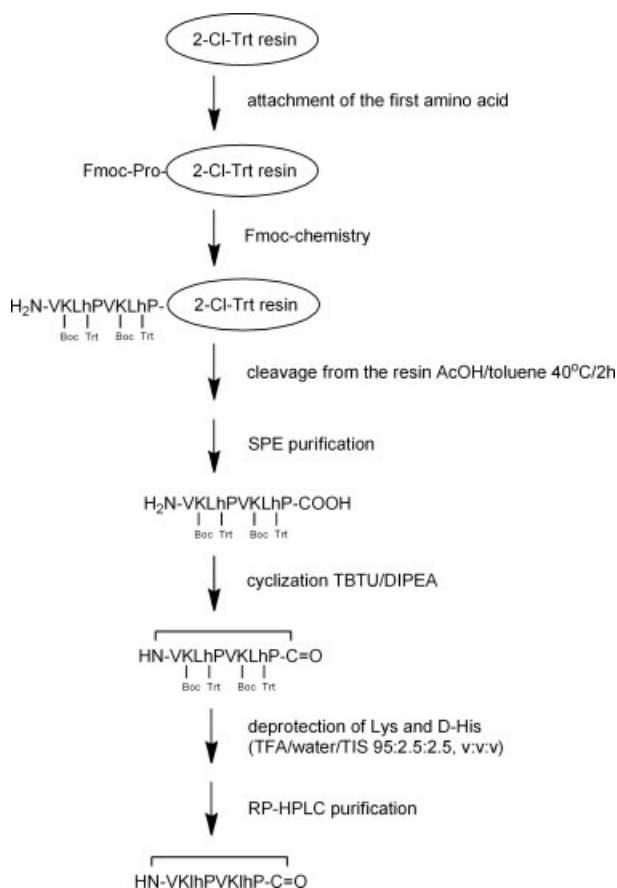 2-Cl-Trt resin
attachment of the first amino acid
Fmoc-Pro- 2-Cl-Trt resin
Fmoc-chemistry
H₂N-VKLhPVKLhP- 2-Cl-Trt resin
Boc Trt Boc Trt
cleavage from the resin AcOH/toluene 40°C/2h
SPE purification
H₂N-VKLhPVKLhP-COOH
Boc Trt Boc Trt
cyclization TBTU/DIPEA
HN-VKLhPVKLhP-C=O
Boc Trt Boc Trt
deprotection of Lys and D-His
(TFA/water/TIS 95:2.5:2.5, v:v:v)
RP-HPLC purification
HN-VKlhPVKlhP-C=O